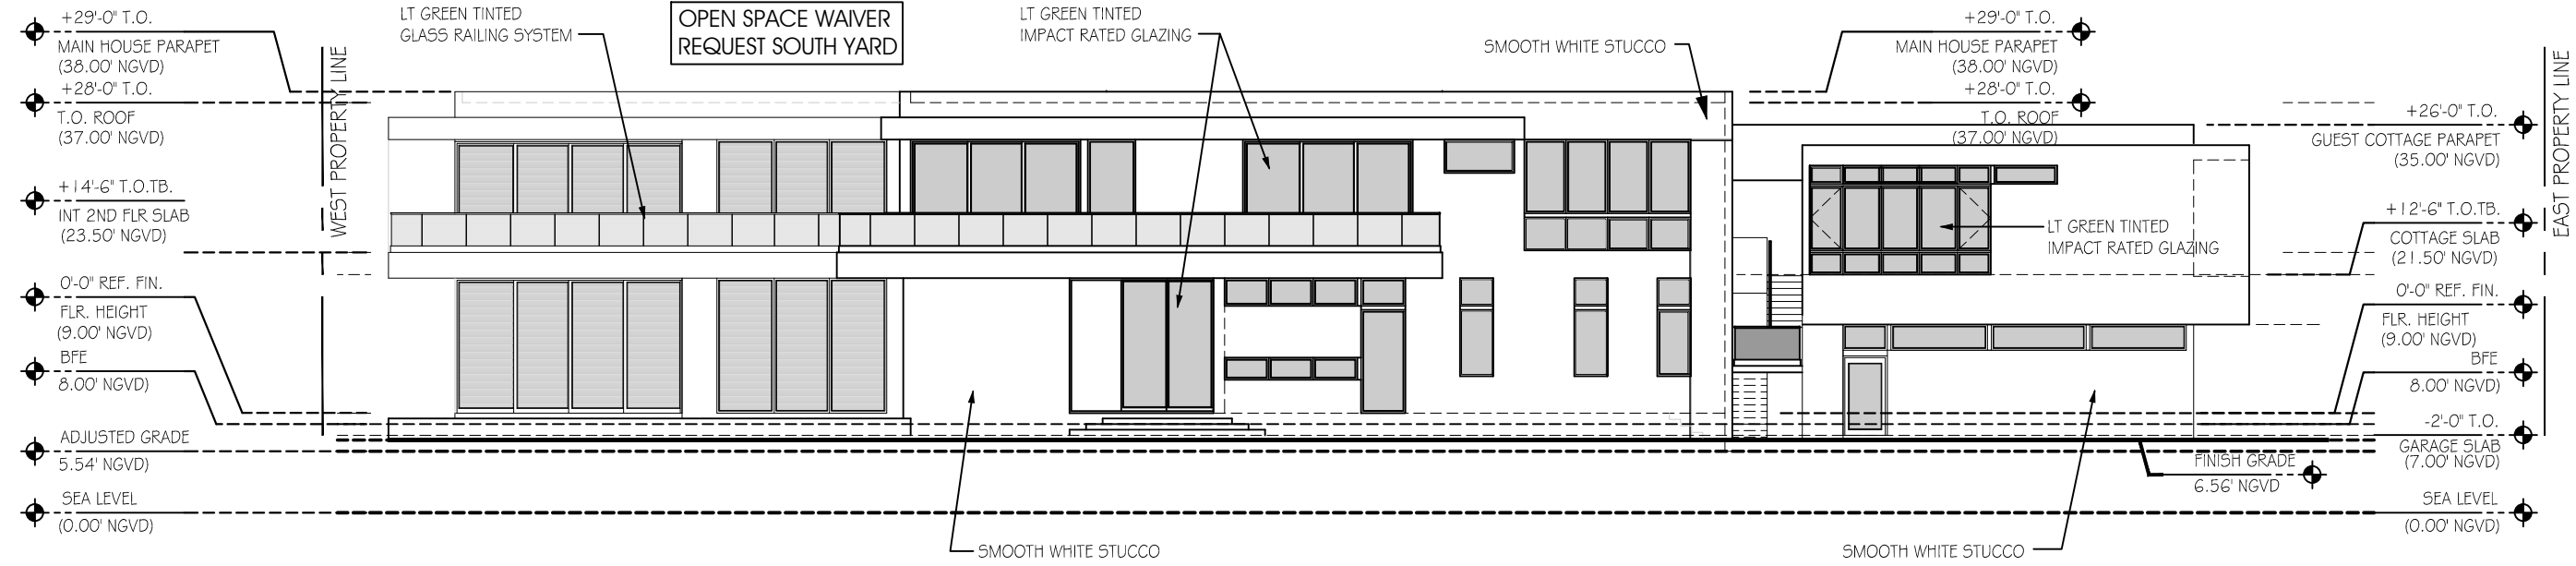 +29'-0" T.O.
MAIN HOUSE PARAPET
(38.00' NGVD)
+28'-0" T.O.
T.O. ROOF
(37.00' NGVD)
+14'-6" T.O.TB.
INT 2ND FLR SLAB
(23.50' NGVD)
0'-0" REF. FIN.
FLR. HEIGHT
(9.00' NGVD)
BFE
8.00' NGVD)
ADJUSTED GRADE
5.54' NGVD)
SEA LEVEL
(0.00' NGVD)
WEST PROPERTY LINE
LT GREEN TINTED
GLASS RAILING SYSTEM
OPEN SPACE WAIVER
REQUEST SOUTH YARD
LT GREEN TINTED
IMPACT RATED GLAZING
SMOOTH WHITE STUCCO
SMOOTH WHITE STUCCO
LT GREEN TINTED
IMPACT RATED GLAZING
SMOOTH WHITE STUCCO
+29'-0" T.O.
MAIN HOUSE PARAPET
(38.00' NGVD)
+28'-0" T.O.
T.O. ROOF
(37.00' NGVD)
+26'-0" T.O.
GUEST COTTAGE PARAPET
(35.00' NGVD)
+12'-6" T.O.TB.
COTTAGE SLAB
(21.50' NGVD)
0'-0" REF. FIN.
FLR. HEIGHT
(9.00' NGVD)
BFE
8.00' NGVD)
-2'-0" T.O.
GARAGE SLAB
(7.00' NGVD)
FINISH GRADE
6.56' NGVD
SEA LEVEL
(0.00' NGVD)
EAST PROPERTY LINE